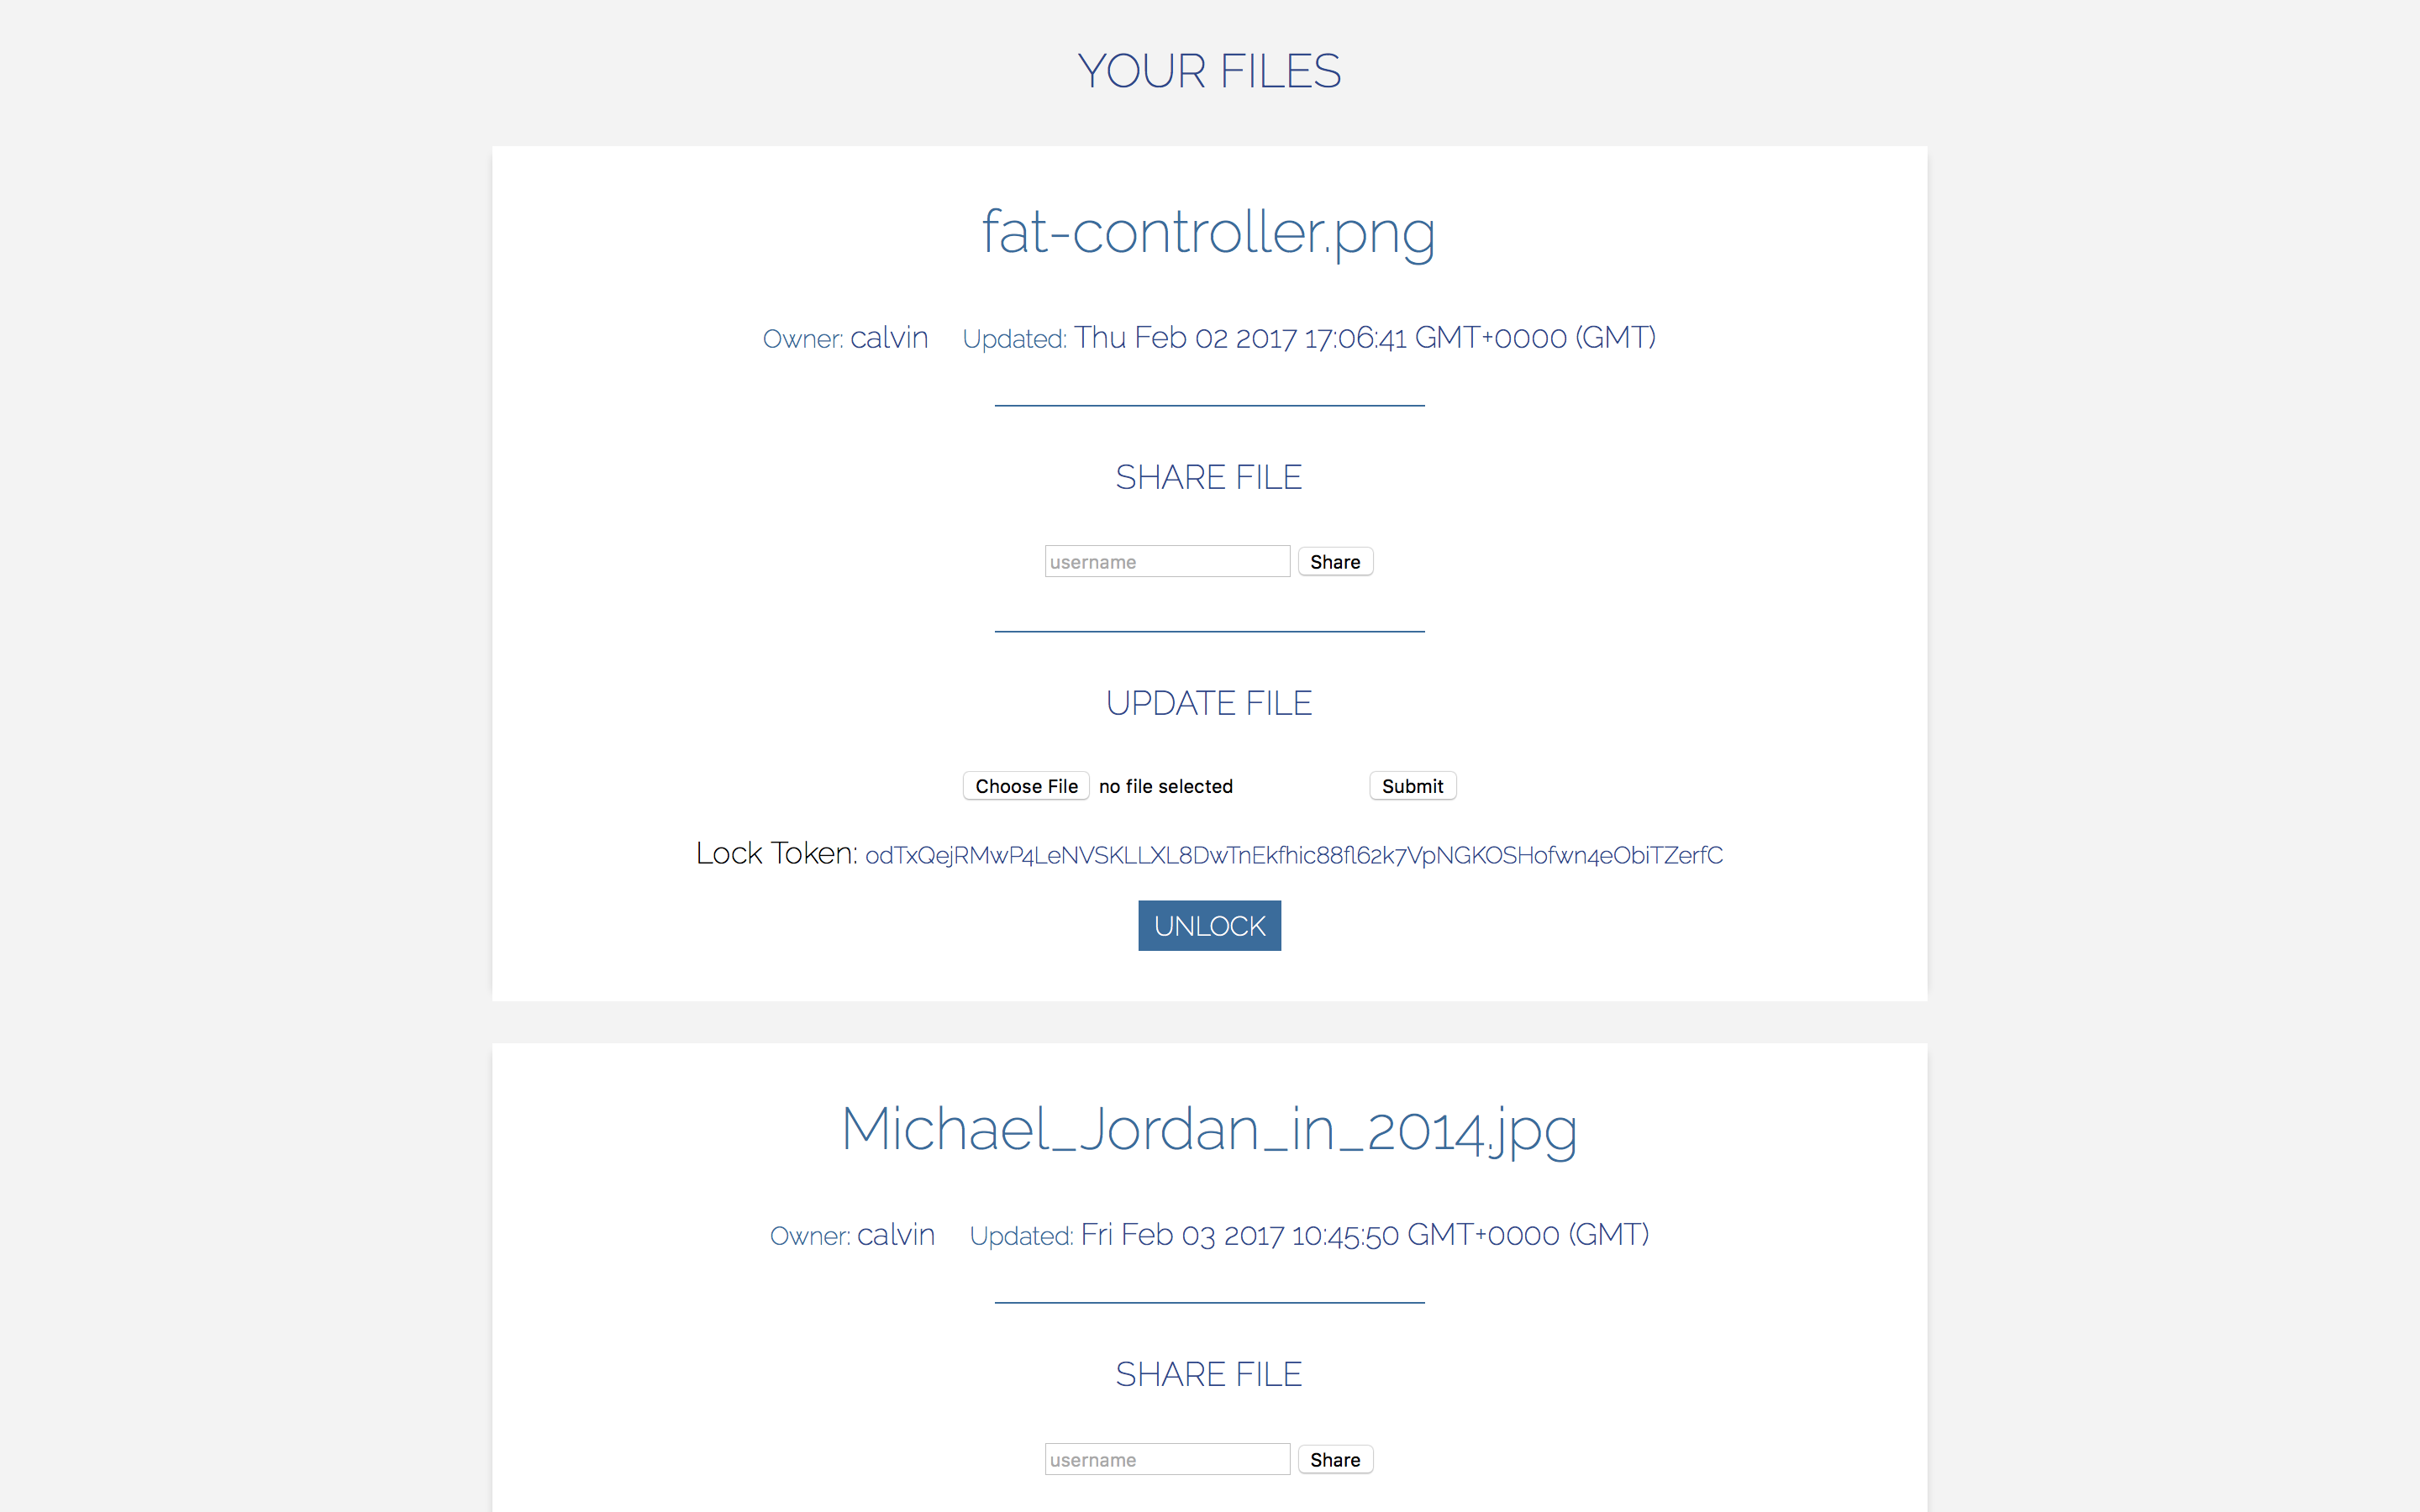 YOUR FILES
fat-controller.png
Owner: calvin Updated: Thu Feb 02 2017 17:06:41 GMT+0000 (GMT)
SHARE FILE
username Share
UPDATE FILE
Choose File no file selected Submit
Lock Token: odTxQejRMwP4LeNVSKLLXL8DwTnEkfhic88fl62k7VpNGKOSHofwn4eObiTZerfC
UNLOCK
Michael_Jordan_in_2014.jpg
Owner: calvin Updated: Fri Feb 03 2017 10:45:50 GMT+0000 (GMT)
SHARE FILE
username Share